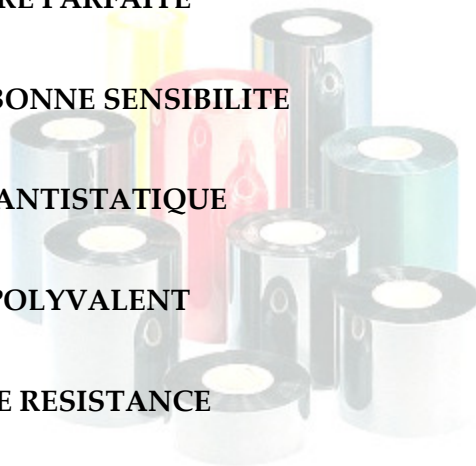 RE PARFAITE
BONNE SENSIBILITE
ANTISTATIQUE
POLYVALENT
E RESISTANCE